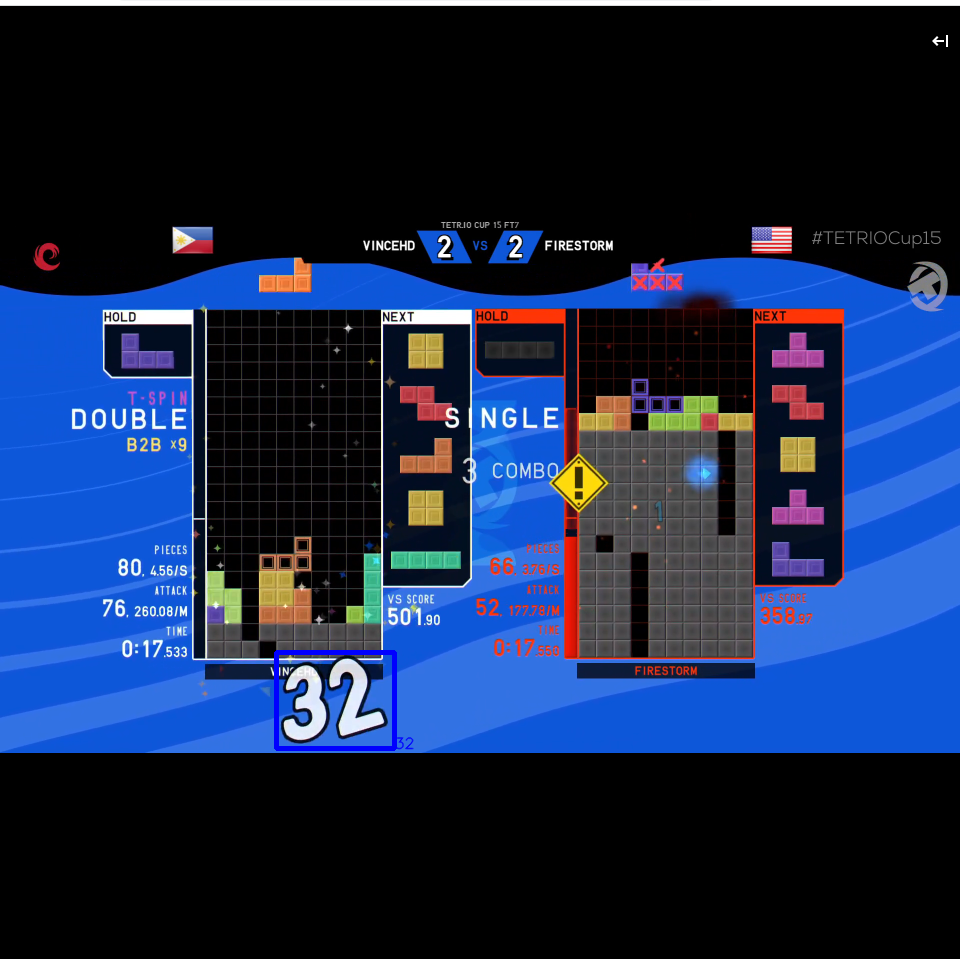 TETR.IO CUP 15 FT7
VINCEHD 2 VS 2 FIRESTORM
#TETRIOCup15
HOLD
NEXT
HOLD
NEXT
T-SPIN
DOUBLE
B2B ×9
SINGLE
3 COMBO
!
PIECES
80, 4.56/S
ATTACK
76, 260.08/M
TIME
0:17.533
VS SCORE
501.90
PIECES
66, 3.76/S
ATTACK
52, 177.78/M
TIME
0:17.559
VS SCORE
358.97
FIRESTORM
32
32